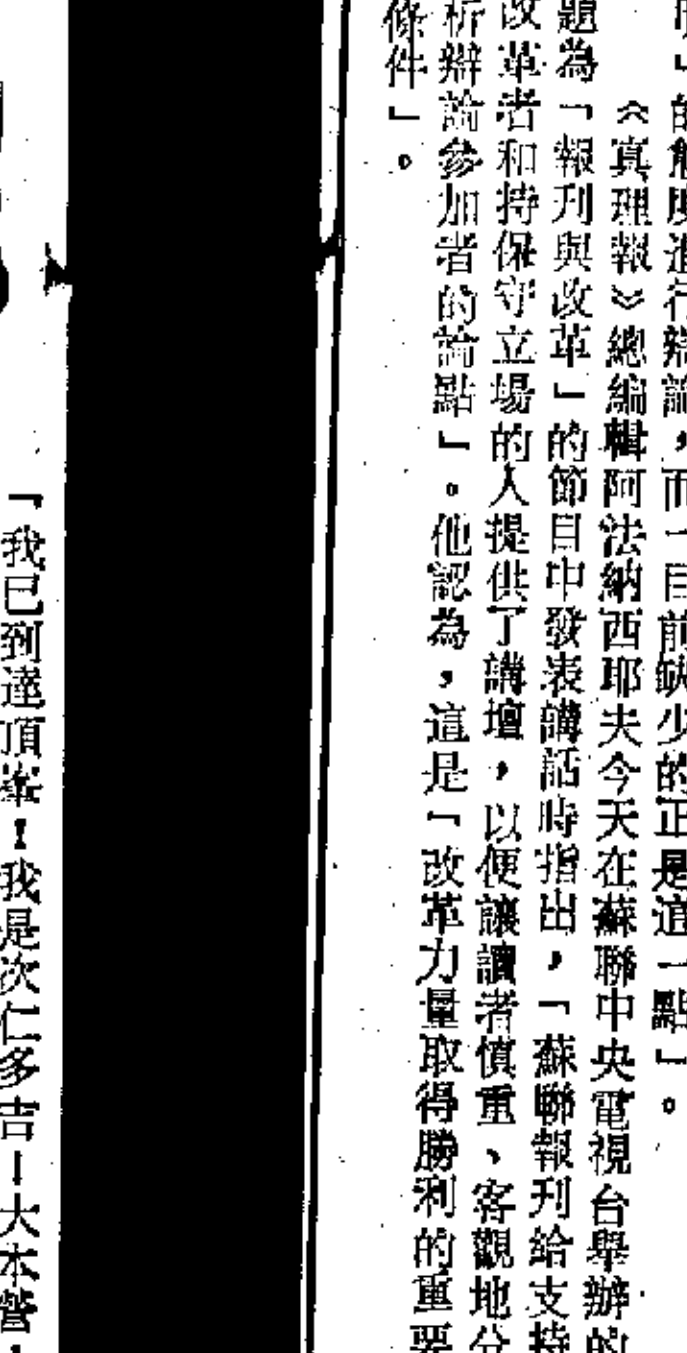 的角度進行辯論,而「目前缺少的正是這一點」。
《真理報》總編輯阿法納西耶夫今天在蘇聯中央電視台舉辦的
題為「報刊與改革」的節目中發表講話時指出,「蘇聯報刊給支持
改革者和持保守立場的人提供了講壇,以便讓讀者慎重、客觀地分
析辯論參加者的論點」。他認為,這是「改革力量取得勝利的重要
條件」。
「我已到達頂峯!我是次仁多吉!大本營!